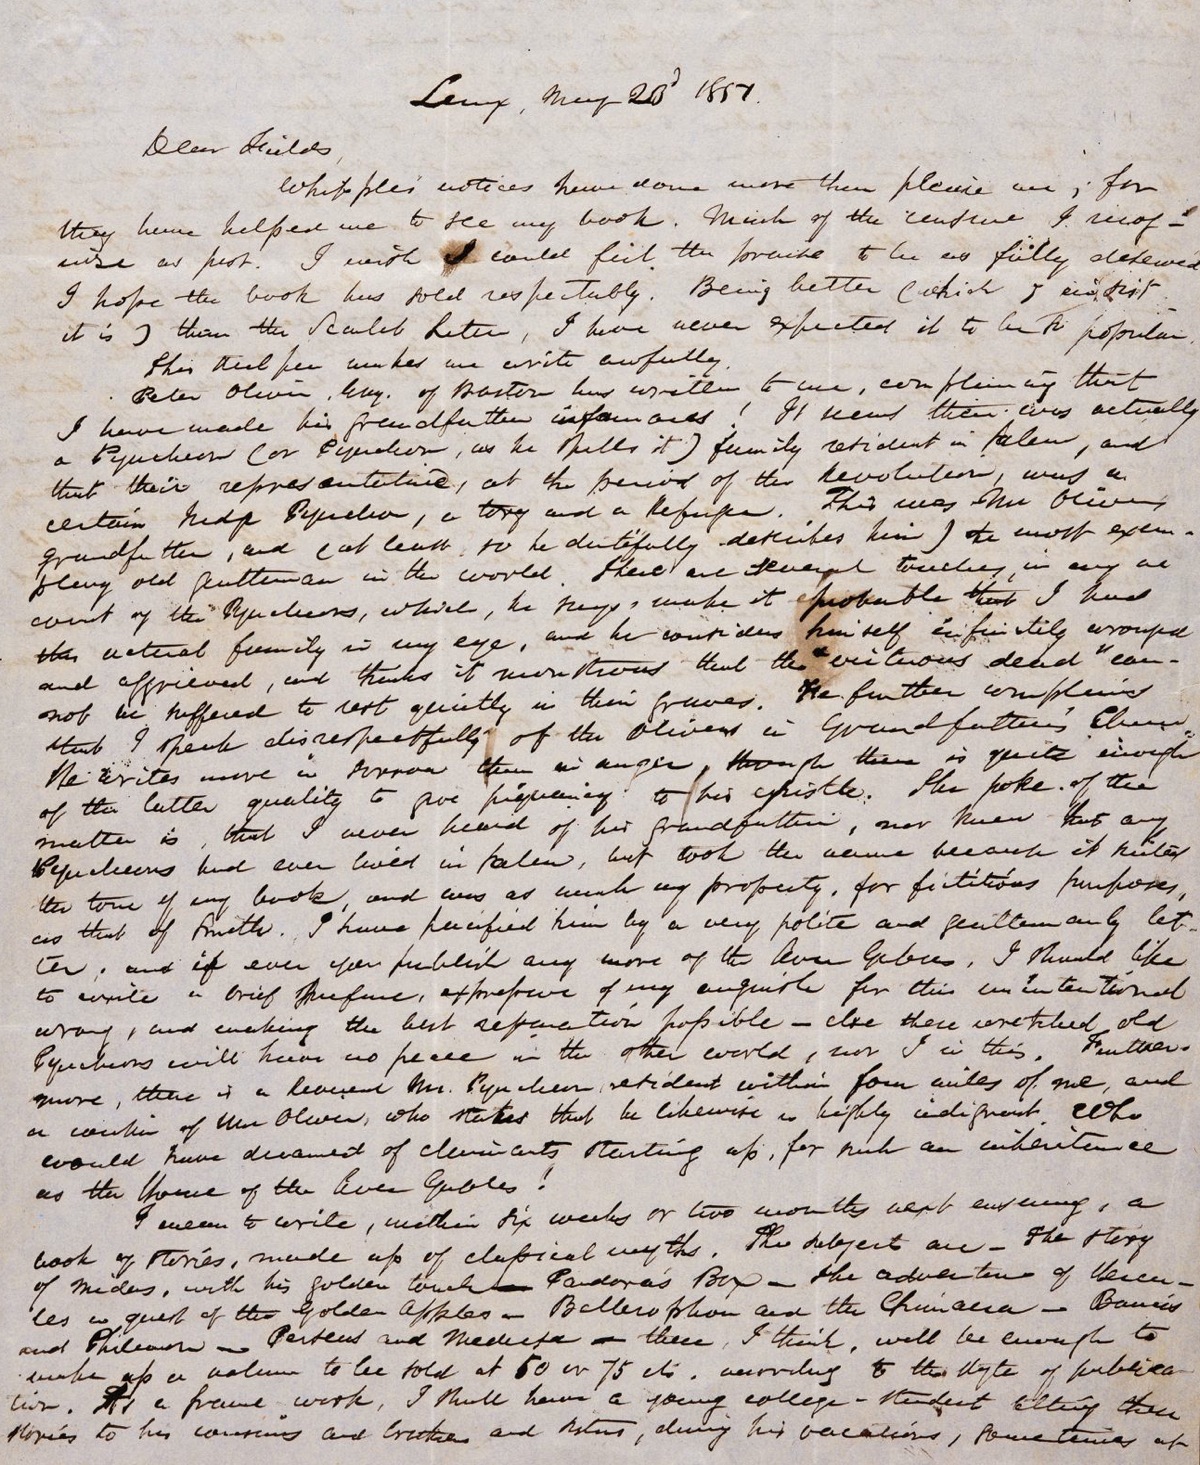 Lenox, May 23d 1851.
Dear Fields,
Whipple's notices have done more than please me; for
they have helped me to see my book. Much of the censure I recog-
nize as just. I wish I could feel the praise to be as fully deserved
I hope the book has sold respectably. Being better (which I insist
it is) than the Scarlet Letter, I have never expected it to be so popular.
This steel pen makes me write awfully.
Peter Oliver, Esq. of Boston has written to me, complaining that
I have made his grandfather infamous! It seems there was actually
a Pyncheon (or Pynchon, as he spells it) family resident in Salem, and
that their representative, at the period of the Revolution, was a
certain Judge Pynchon, a tory and a refugee. This was Mr Oliver's
grandfather, and (at least, so he dutifully describes him) the most exem-
plary old gentleman in the world. There are several touches, in my ac
count of the Pyncheons, which, he says, make it probable that I had
this actual family in my eye, and he considers himself infinitely wronged
and aggrieved, and thinks it monstrous that the "virtuous dead" can-
not be suffered to rest quietly in their graves. He further complains
that I speak disrespectfully of the Olivers in Grandfather's Chair.
He writes more in sorrow than in anger, though there is quite enough
of the latter quality to give piquancy to his epistle. The joke of the
matter is, that I never heard of his grandfather, nor knew that any
Pyncheons had ever lived in Salem, but took the name because it suited
the tone of my book, and was as much my property, for fictitious purposes,
as that of Smith. I have pacified him by a very polite and gentlemanly let-
ter; and if ever you publish any more of the Seven Gables, I should like
to write a brief preface, expressive of my anguish for this unintentional
wrong, and making the best reparation possible — else these wretched old
Pyncheons will have no peace in the other world, nor I in this. Further-
more, there is a Mr. Pyncheon, resident within four miles of me, and
a cousin of Mr Oliver, who states that he likewise is highly indignant. Who
would have dreamed of claimants starting up, for such an inheritance
as the House of the Seven Gables!
I mean to write, within six weeks or two months next ensuing, a
book of stories, made up of classical myths. The subjects are — The story
of Midas, with his golden touch — Pandora's Box — The adventure of Hercu-
les in quest of the Golden Apples — Bellerophon and the Chimaera — Baucis
and Philemon — Perseus and Medusa — these, I think, will be enough to
make up a volume to be sold at 50 or 75 cts. according to the style of publica
tion. As a frame work, I shall have a young college-student telling these
stories to his cousins and brothers and sisters, during his vacations, sometimes at